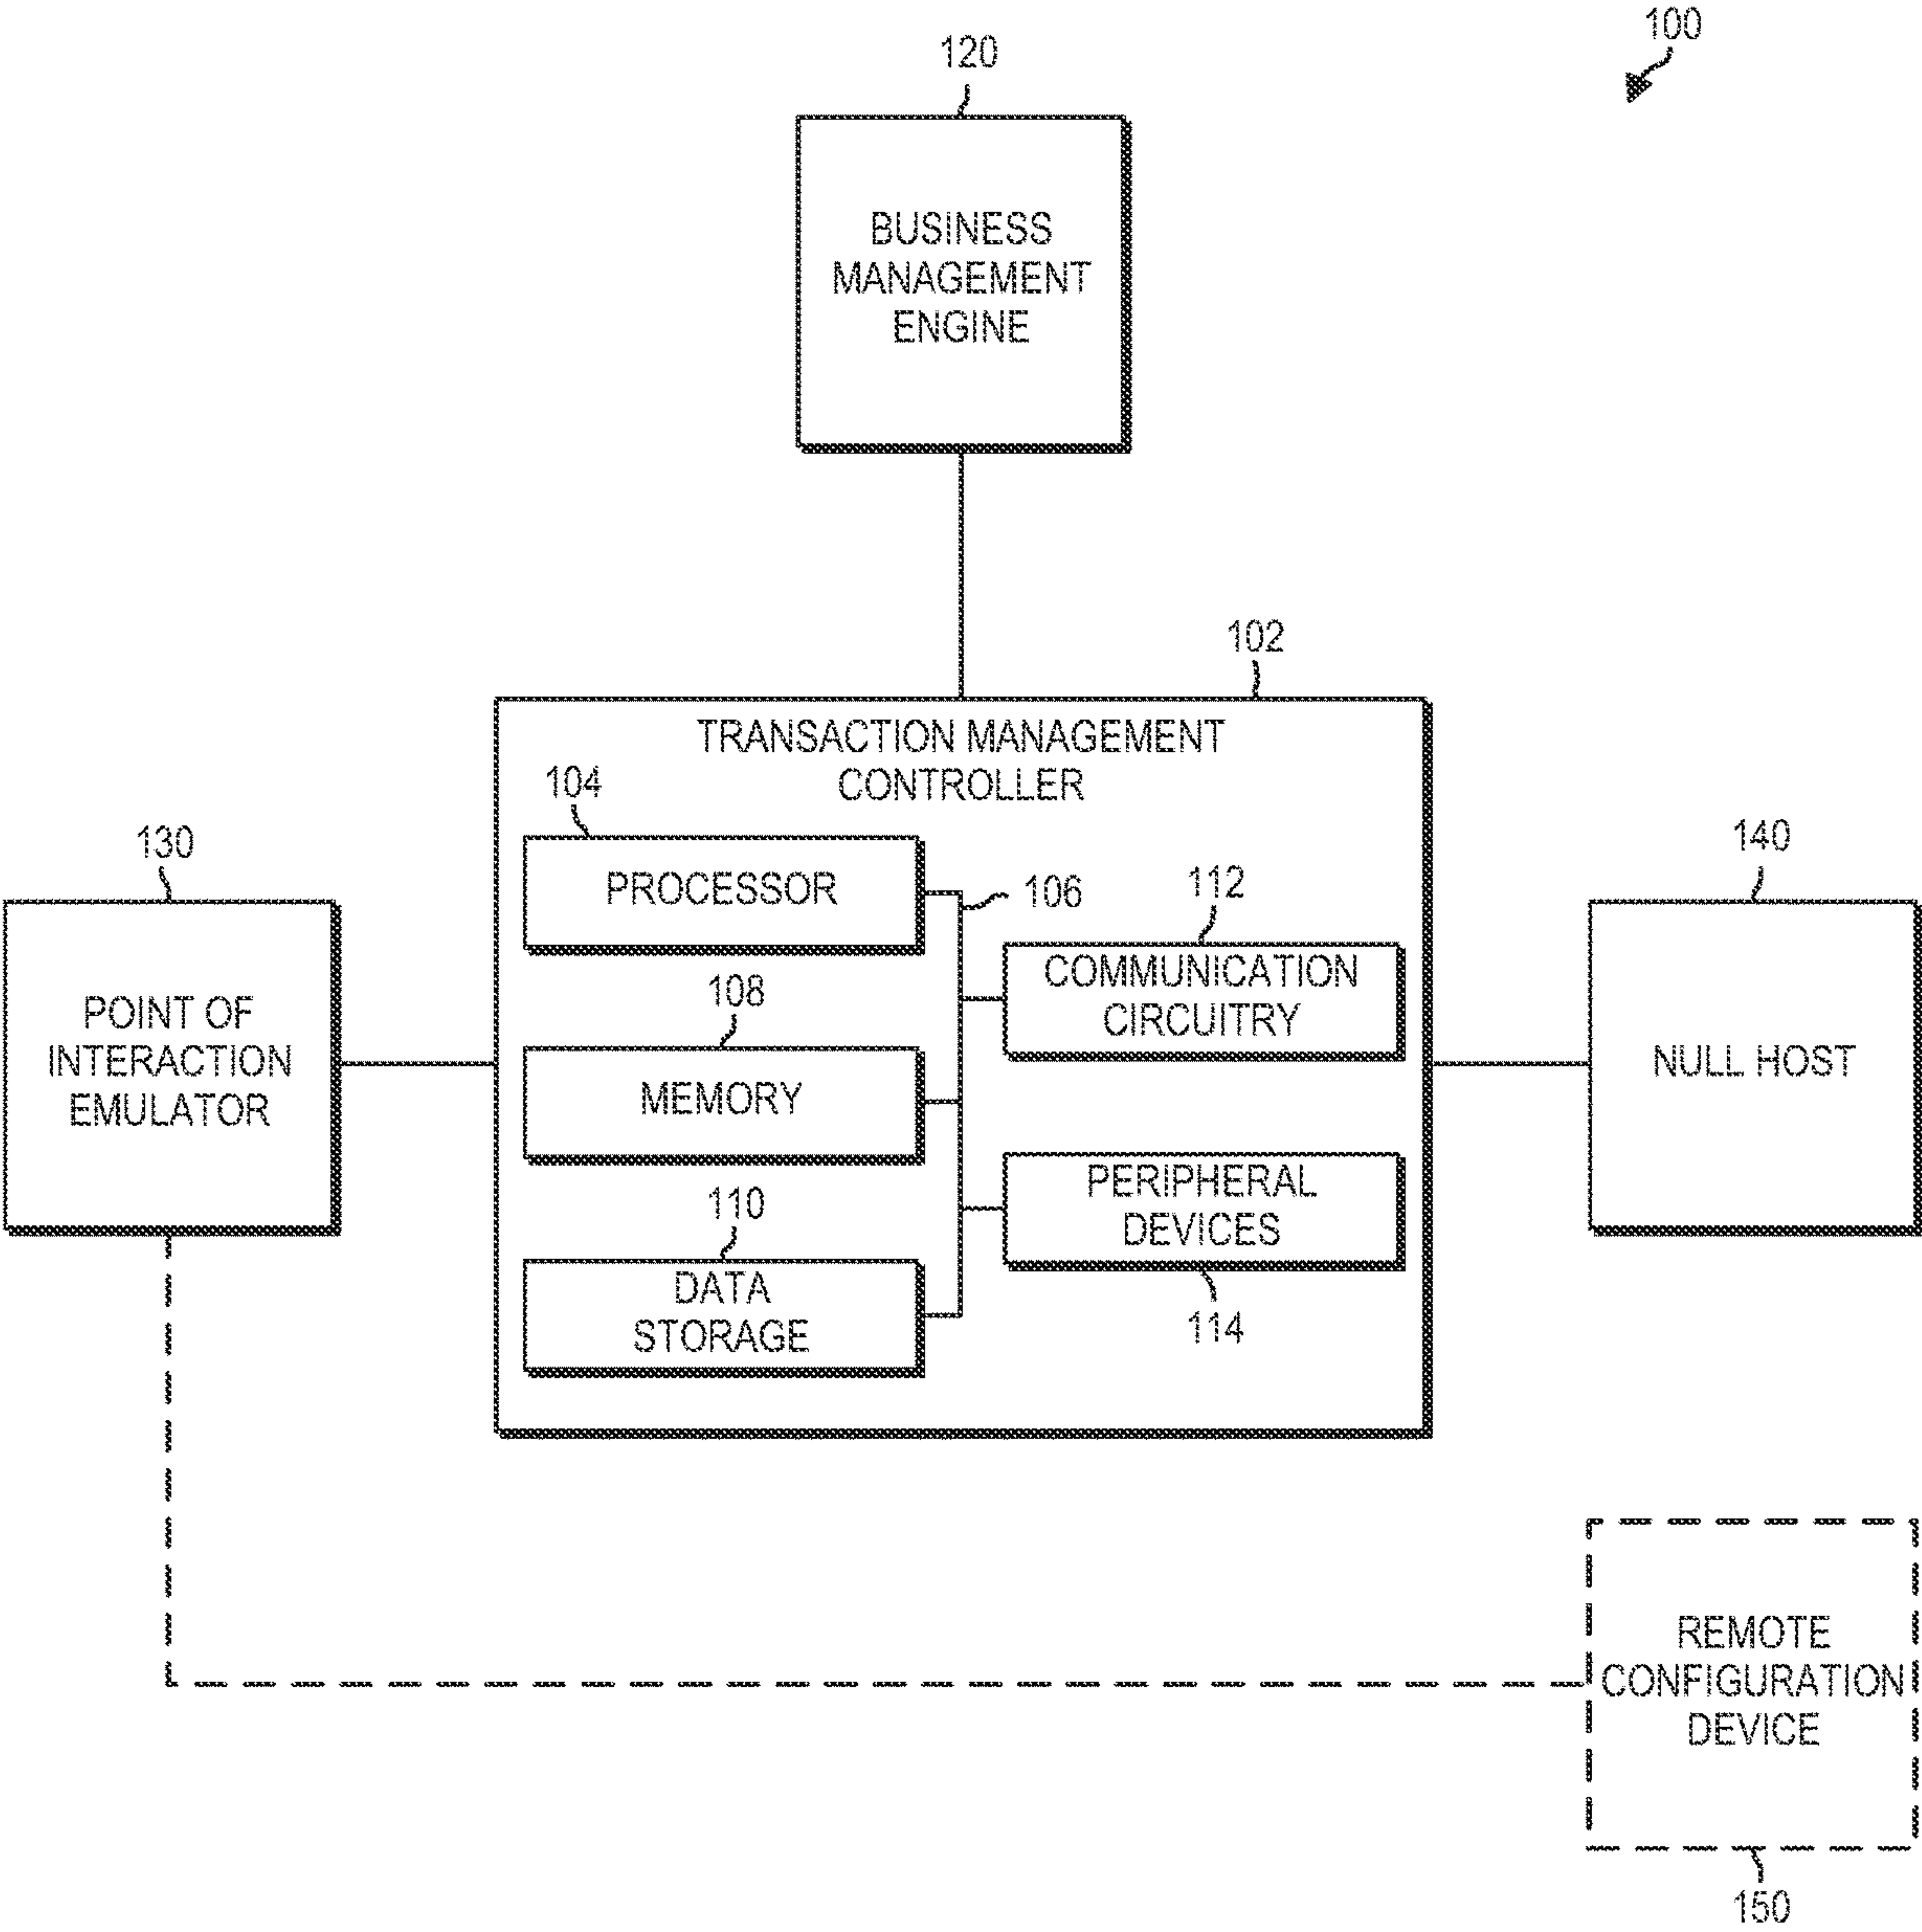 100
120
BUSINESS
MANAGEMENT
ENGINE
102
TRANSACTION MANAGEMENT
CONTROLLER
104
PROCESSOR
106
108
MEMORY
110
DATA
STORAGE
112
COMMUNICATION
CIRCUITRY
PERIPHERAL
DEVICES
114
130
POINT OF
INTERACTION
EMULATOR
140
NULL HOST
REMOTE
CONFIGURATION
DEVICE
150